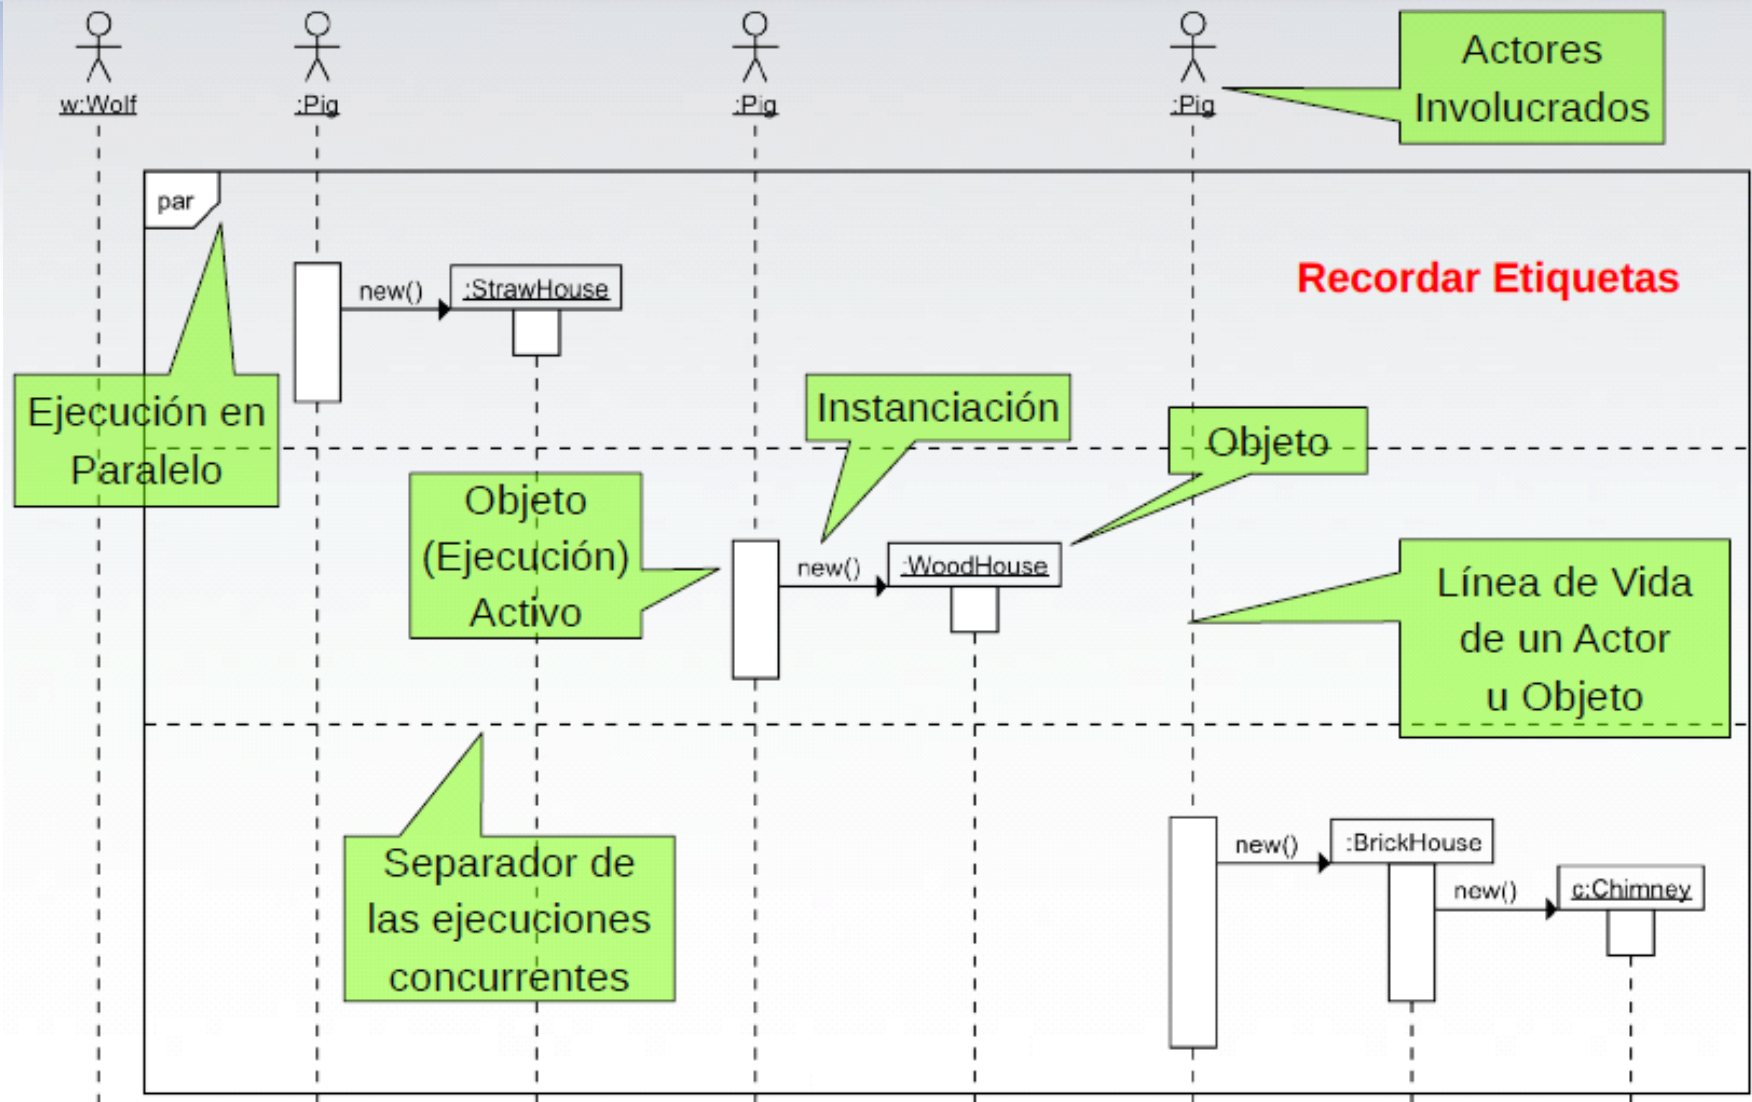 w:Wolf
:Pig
:Pig
:Pig
Actores
Involucrados
par
new()
:StrawHouse
Recordar Etiquetas
Ejecución en
Paralelo
Instanciación
Objeto
Objeto
(Ejecución)
Activo
new()
:WoodHouse
Línea de Vida
de un Actor
u Objeto
Separador de
las ejecuciones
concurrentes
new()
:BrickHouse
new()
c:Chimney